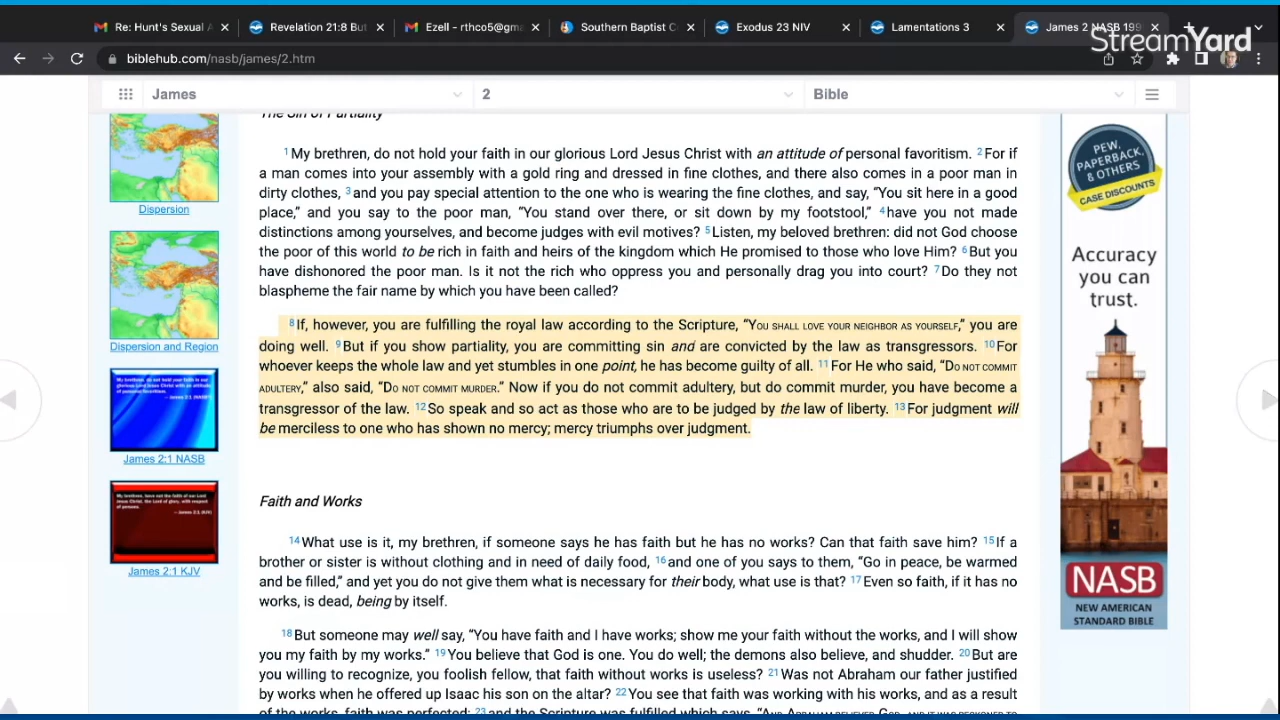 Re: Hunt's Sexual A
Revelation 21:8 But
Ezell - rthco5@gma
Southern Baptist C
Exodus 23 NIV
Lamentations 3
James 2 NASB 199
StreamYard
biblehub.com/nasb/james/2.htm
James
2
Bible
The Sin of Partiality
1 My brethren, do not hold your faith in our glorious Lord Jesus Christ with an attitude of personal favoritism. 2 For if
a man comes into your assembly with a gold ring and dressed in fine clothes, and there also comes in a poor man in
dirty clothes, 3 and you pay special attention to the one who is wearing the fine clothes, and say, “You sit here in a good
place,” and you say to the poor man, “You stand over there, or sit down by my footstool,” 4 have you not made
distinctions among yourselves, and become judges with evil motives? 5 Listen, my beloved brethren: did not God choose
the poor of this world to be rich in faith and heirs of the kingdom which He promised to those who love Him? 6 But you
have dishonored the poor man. Is it not the rich who oppress you and personally drag you into court? 7 Do they not
blaspheme the fair name by which you have been called?
8 If, however, you are fulfilling the royal law according to the Scripture, “YOU SHALL LOVE YOUR NEIGHBOR AS YOURSELF,” you are
doing well. 9 But if you show partiality, you are committing sin and are convicted by the law as transgressors. 10 For
whoever keeps the whole law and yet stumbles in one point, he has become guilty of all. 11 For He who said, “DO NOT COMMIT
ADULTERY,” also said, “DO NOT COMMIT MURDER.” Now if you do not commit adultery, but do commit murder, you have become a
transgressor of the law. 12 So speak and so act as those who are to be judged by the law of liberty. 13 For judgment will
be merciless to one who has shown no mercy; mercy triumphs over judgment.
Faith and Works
14 What use is it, my brethren, if someone says he has faith but he has no works? Can that faith save him? 15 If a
brother or sister is without clothing and in need of daily food, 16 and one of you says to them, “Go in peace, be warmed
and be filled,” and yet you do not give them what is necessary for their body, what use is that? 17 Even so faith, if it has no
works, is dead, being by itself.
18 But someone may well say, “You have faith and I have works; show me your faith without the works, and I will show
you my faith by my works.” 19 You believe that God is one. You do well; the demons also believe, and shudder. 20 But are
you willing to recognize, you foolish fellow, that faith without works is useless? 21 Was not Abraham our father justified
by works when he offered up Isaac his son on the altar? 22 You see that faith was working with his works, and as a result
of the works, faith was perfected; 23 and the Scripture was fulfilled which says, “AND ABRAHAM BELIEVED GOD, AND IT WAS RECKONED TO
Dispersion
Dispersion and Region
James 2:1 NASB
James 2:1 KJV
PEW,
PAPERBACK,
& OTHERS
CASE DISCOUNTS
Accuracy
you can
trust.
NASB
NEW AMERICAN
STANDARD BIBLE